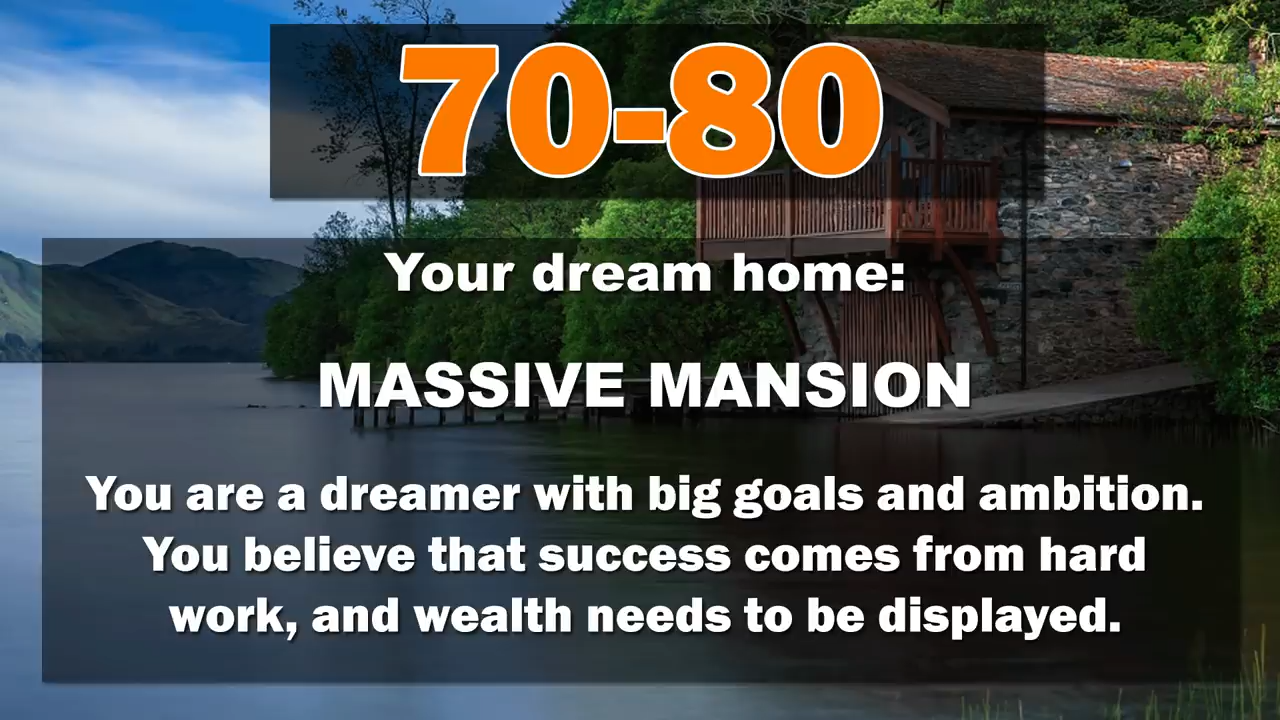 70-80
Your dream home:
MASSIVE MANSION
You are a dreamer with big goals and ambition.
You believe that success comes from hard
work, and wealth needs to be displayed.